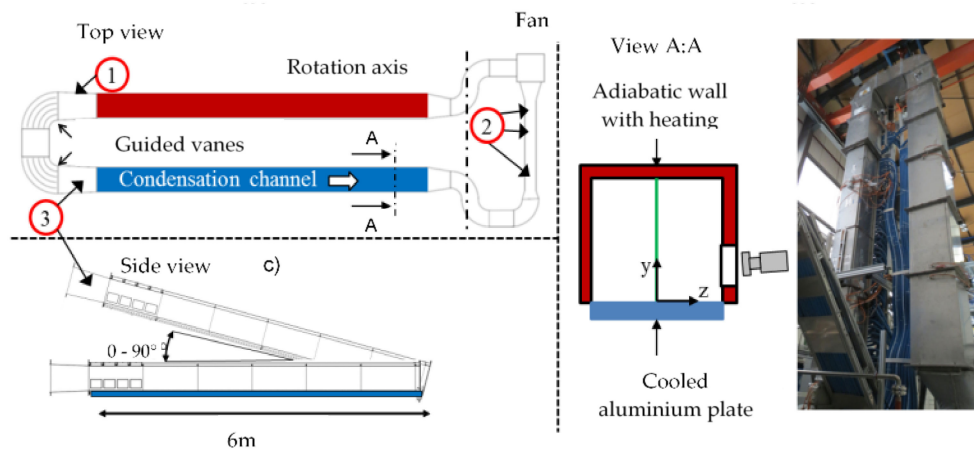 Top view
Fan
1
Rotation axis
2
Guided vanes
A
Condensation channel
A
3
Side view
c)
0 - 90°
6m
View A:A
Adiabatic wall
with heating
y
z
Cooled
aluminium plate